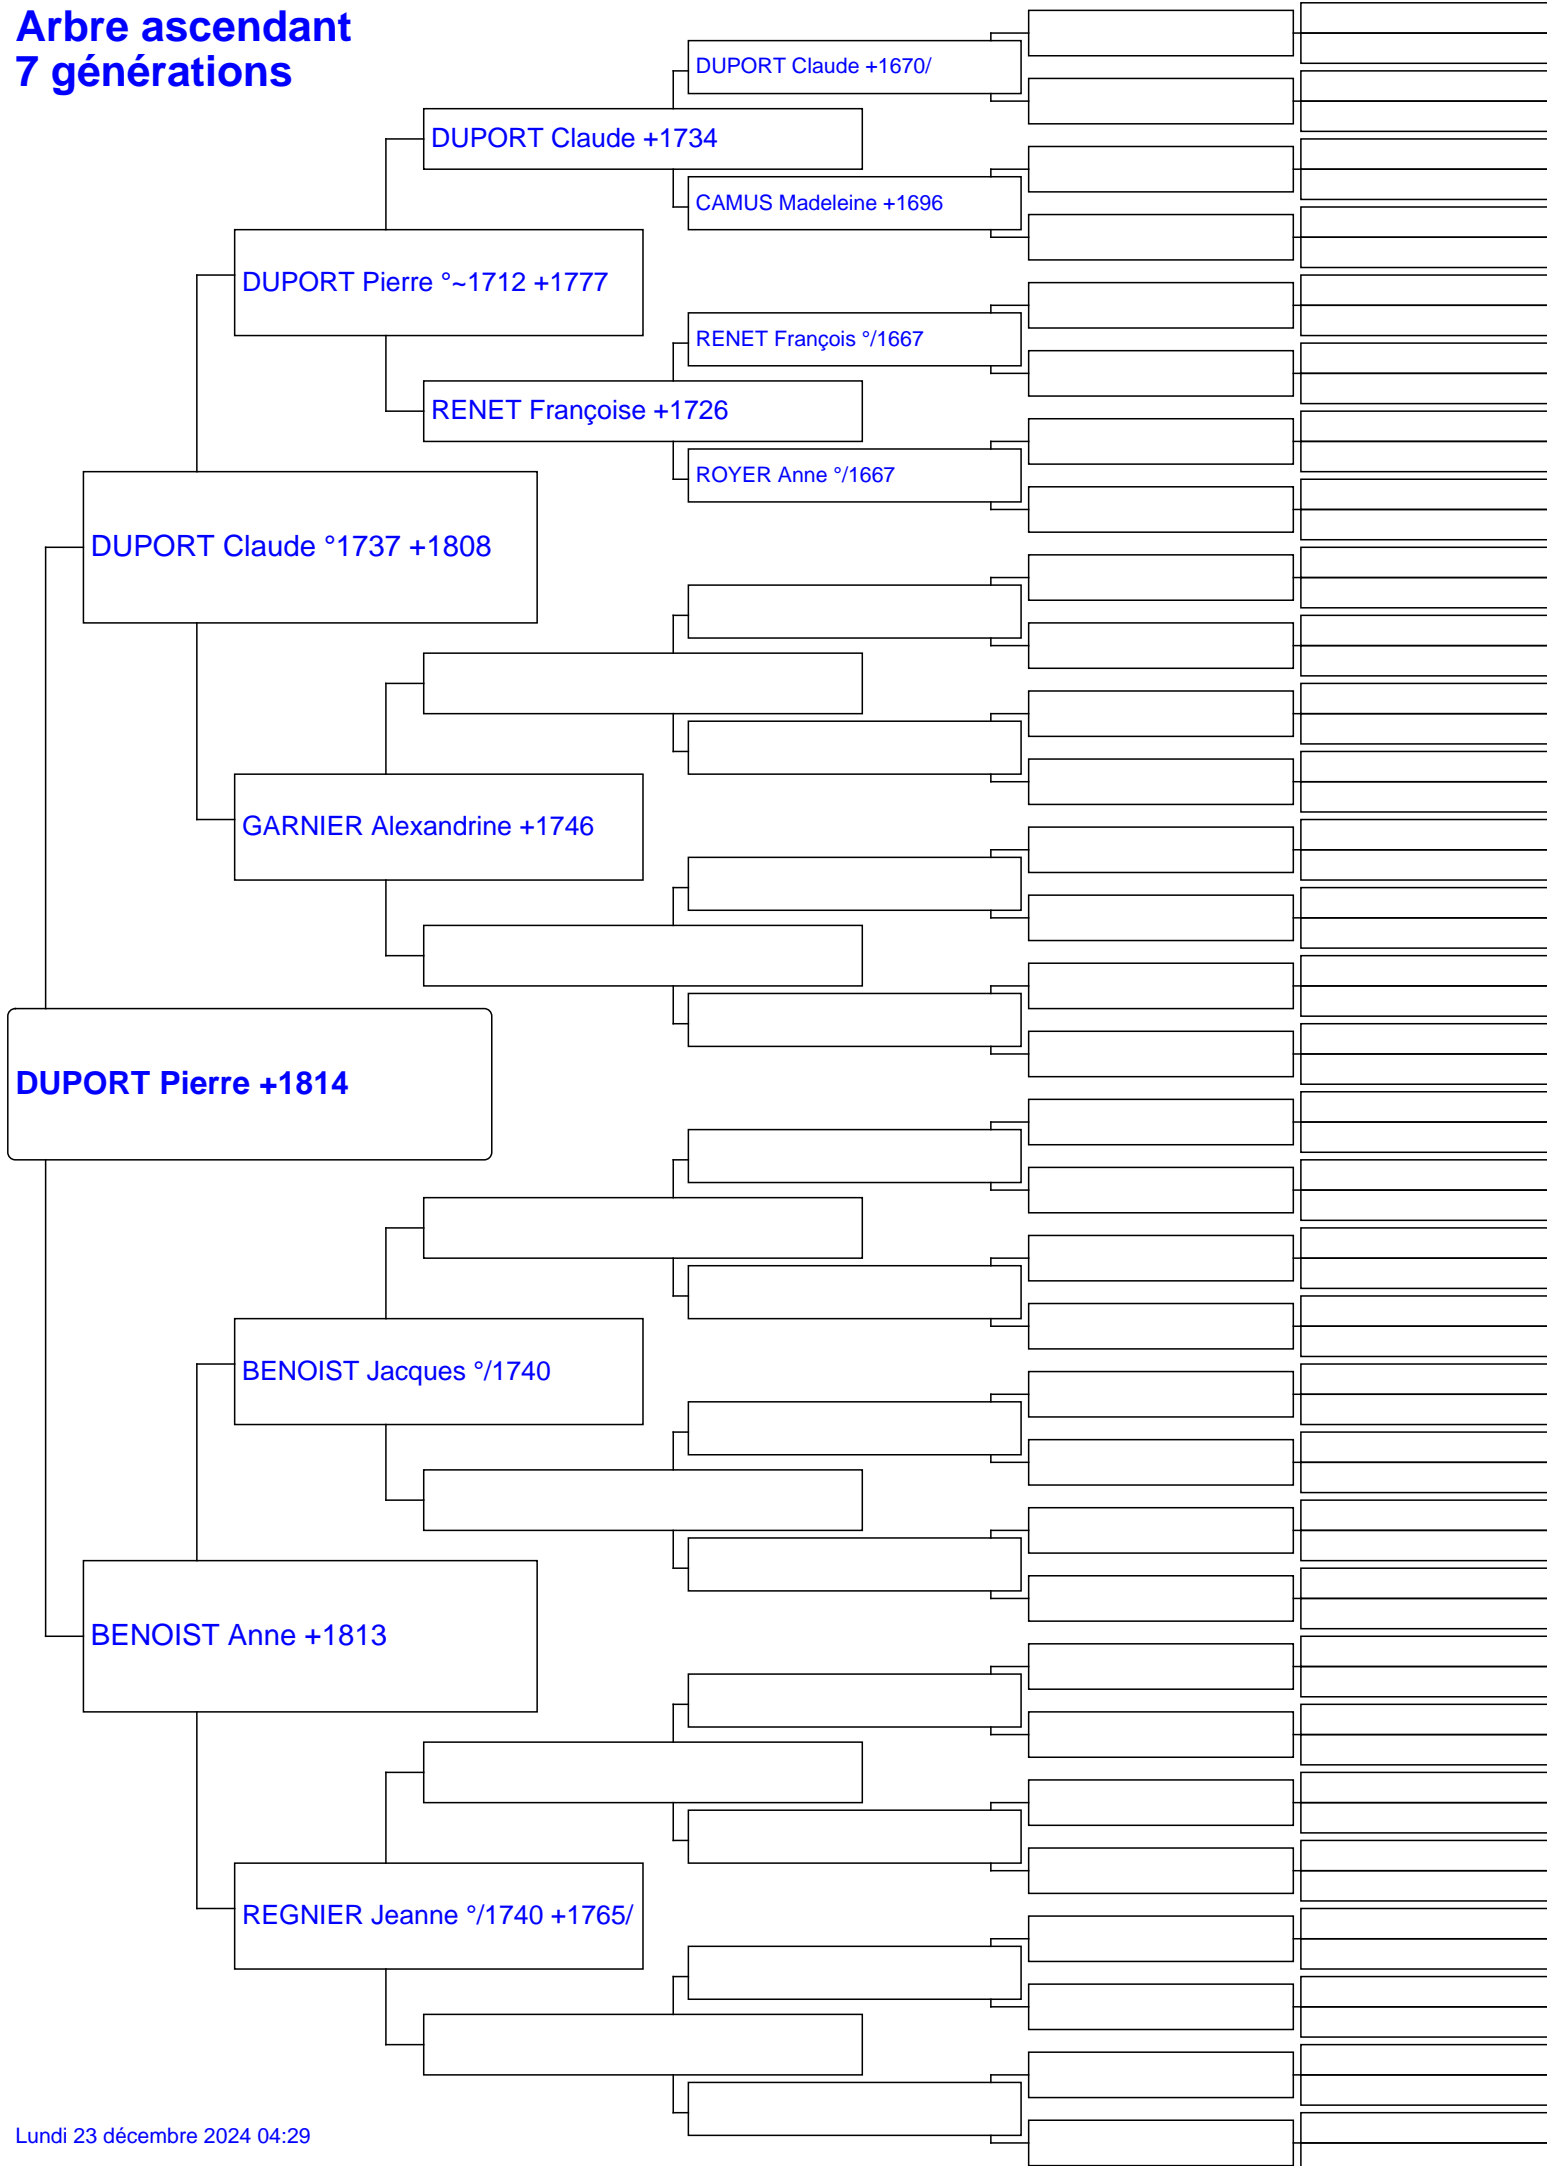 Arbre ascendant
7 générations
DUPORT Claude +1670/
DUPORT Claude +1734
CAMUS Madeleine +1696
DUPORT Pierre °~1712 +1777
RENET François °/1667
RENET Françoise +1726
ROYER Anne °/1667
DUPORT Claude °1737 +1808
GARNIER Alexandrine +1746
DUPORT Pierre +1814
BENOIST Jacques °/1740
BENOIST Anne +1813
REGNIER Jeanne °/1740 +1765/
Lundi 23 décembre 2024 04:29